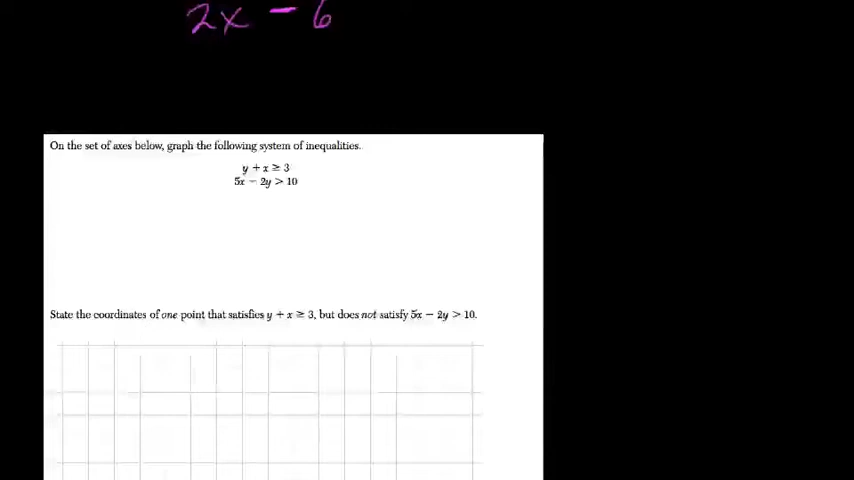 2x - 6
On the set of axes below, graph the following system of inequalities.
y + x ≥ 3
5x - 2y > 10
State the coordinates of one point that satisfies y + x ≥ 3, but does not satisfy 5x - 2y > 10.